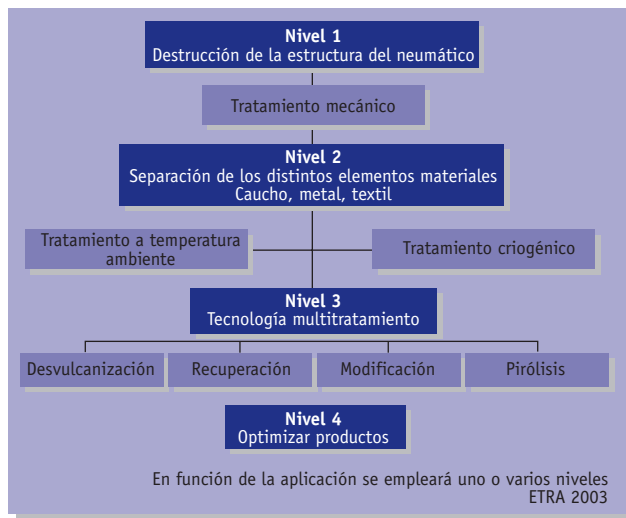 Nivel 1
Destrucción de la estructura del neumático
Tratamiento mecánico
Nivel 2
Separación de los distintos elementos materiales
Caucho, metal, textil
Tratamiento a temperatura
ambiente
Tratamiento criogénico
Nivel 3
Tecnología multitratamiento
Desvulcanización
Recuperación
Modificación
Pirólisis
Nivel 4
Optimizar productos
En función de la aplicación se empleará uno o varios niveles
ETRA 2003